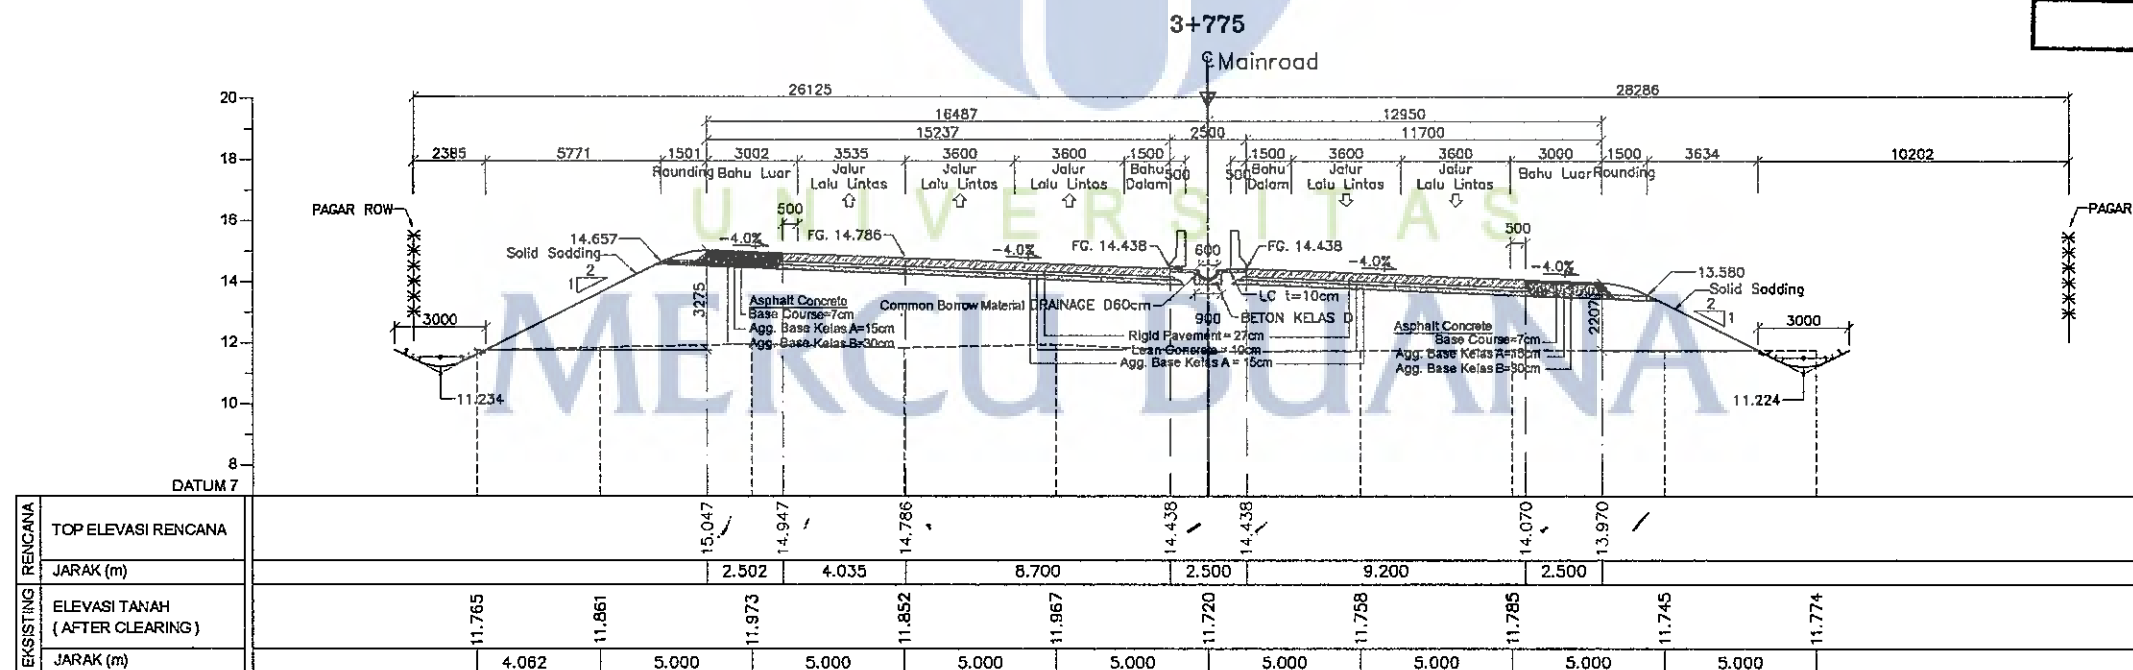 3+775
Mainroad
20
26125
28286
16487
12950
15237
2500
11700
18
2385
5771
1501
3002
3535
3600
3600
1500
1500
3600
3600
3000
1500
3634
10202
Rounding
Bahu Luar
Jalur
Lalu Lintas
Jalur
Lalu Lintas
Jalur
Lalu Lintas
Bahu
Dalam
500
500
Bahu
Dalam
Jalur
Lalu Lintas
Jalur
Lalu Lintas
Bahu Luar
Rounding
UNIVERSITAS
PAGAR ROW
16
500
500
PAGAR
14.657
-4.0%
FG. 14.786
-4.0%
FG. 14.438
600
FG. 14.438
-4.0%
-4.0%
13.580
Solid Sodding
Solid Sodding
2
1
2
1
14
MERCU BUANA
3275
Asphalt Concrete
Base Course=7cm
Agg. Base Kelas A=15cm
Agg. Base Kelas B=30cm
Common Borrow Material
DRAINAGE D60cm
LC t=10cm
900
BETON KELAS D
Rigid Pavement = 27cm
Lean Concrete = 10cm
Agg. Base Kelas A = 15cm
Asphalt Concrete
Base Course=7cm
Agg. Base Kelas A=15cm
Agg. Base Kelas B=30cm
2207
3000
3000
12
11.234
11.224
10
8
DATUM 7
RENCANA
TOP ELEVASI RENCANA
15.047
14.947
14.786
14.438
14.438
14.070
13.970
JARAK (m)
2.502
4.035
8.700
2.500
9.200
2.500
EKSISTING
ELEVASI TANAH
( AFTER CLEARING )
11.765
11.861
11.973
11.852
11.967
11.720
11.758
11.785
11.745
11.774
JARAK (m)
4.062
5.000
5.000
5.000
5.000
5.000
5.000
5.000
5.000